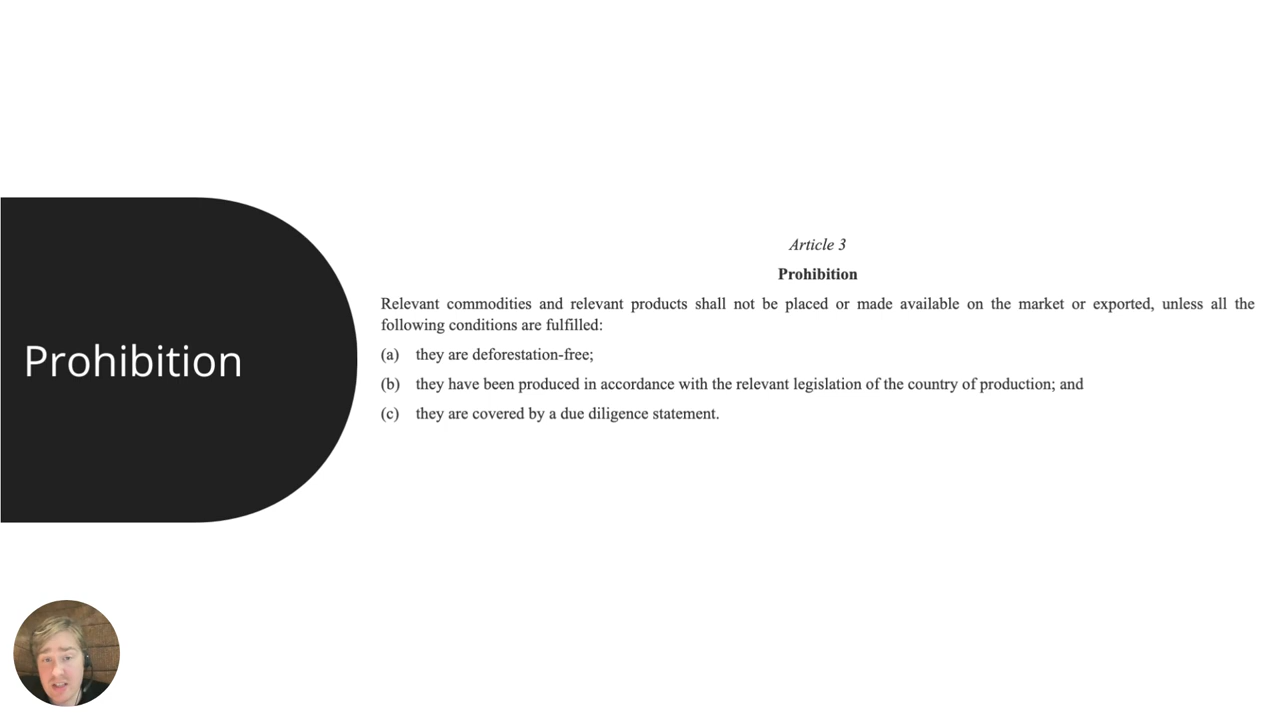 Prohibition
Article 3
Prohibition
Relevant commodities and relevant products shall not be placed or made available on the market or exported, unless all the
following conditions are fulfilled:
(a) they are deforestation-free;
(b) they have been produced in accordance with the relevant legislation of the country of production; and
(c) they are covered by a due diligence statement.